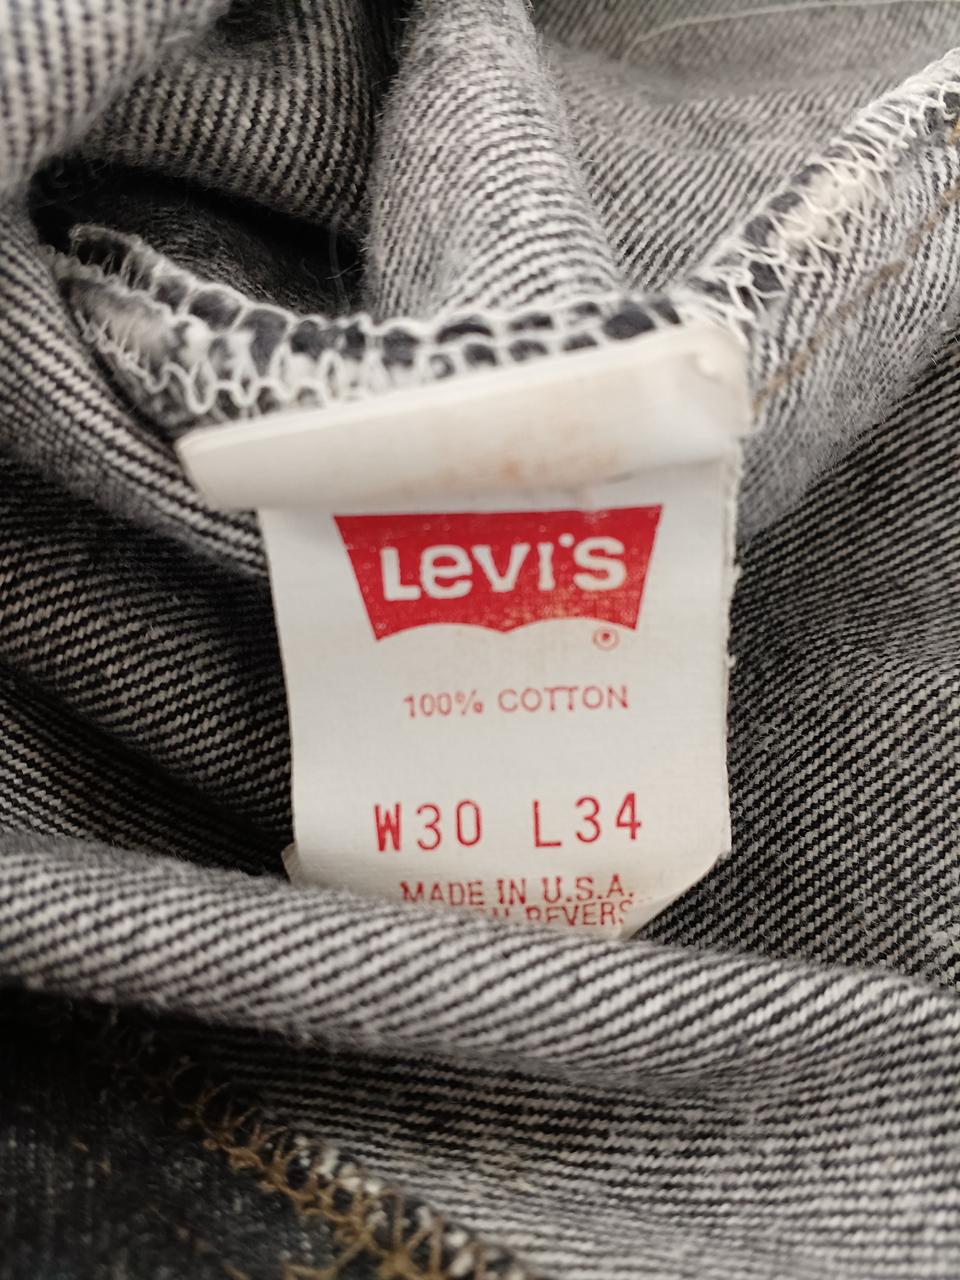 Levi's
®
100% COTTON
W30 L34
MADE IN U.S.A.